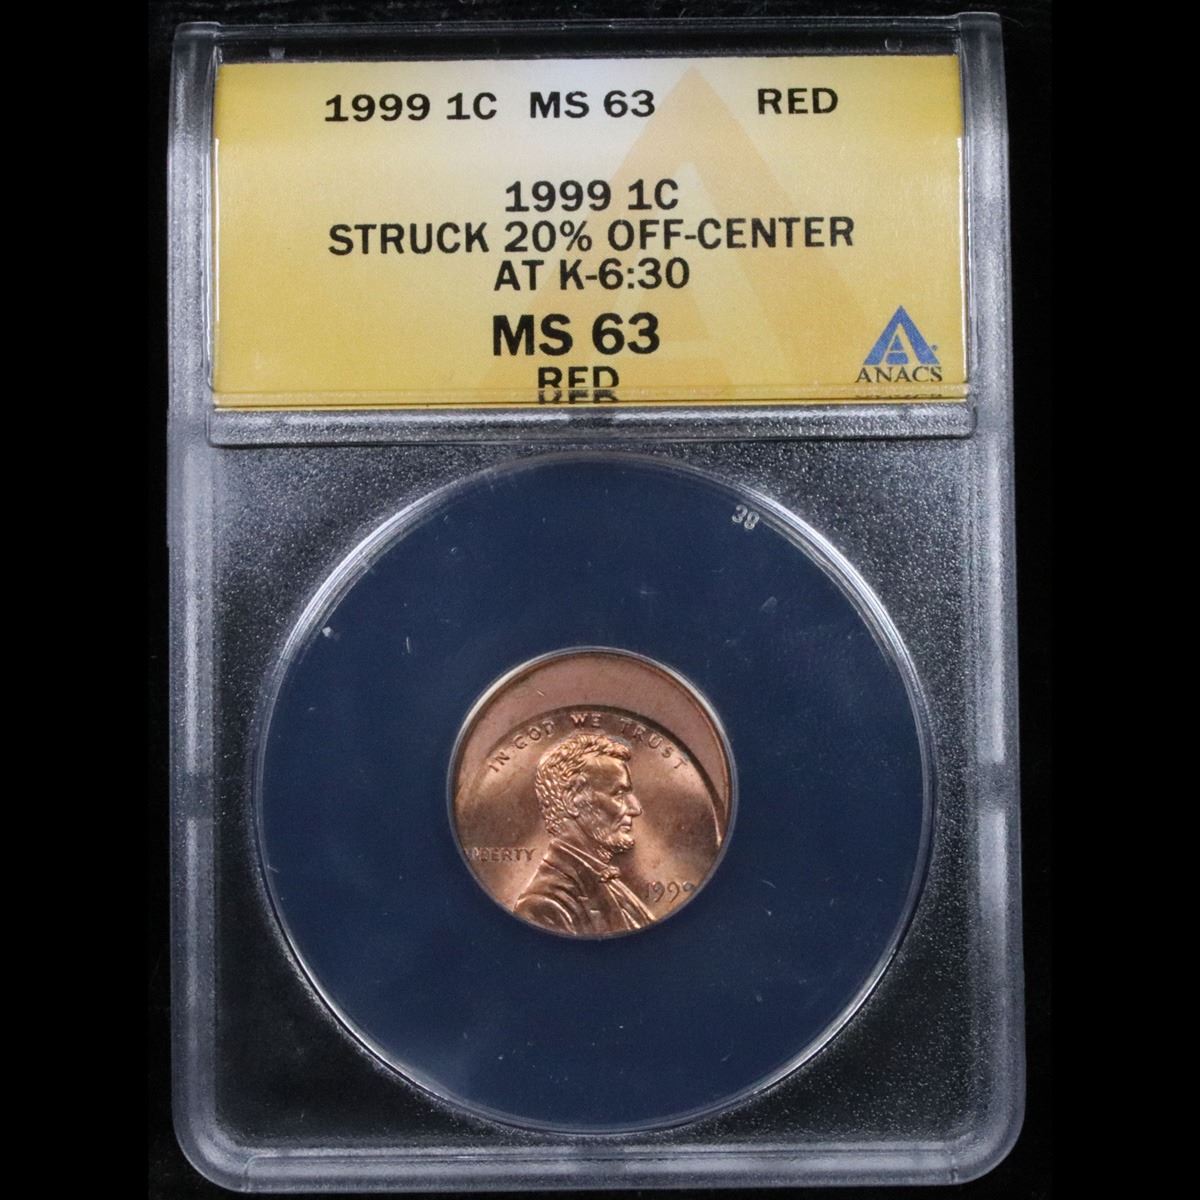 1999 1C MS 63 RED
1999 1C
STRUCK 20% OFF-CENTER
AT K-6:30
MS 63
RED
ANACS
38
IN GOD WE TRUST
LIBERTY
1999